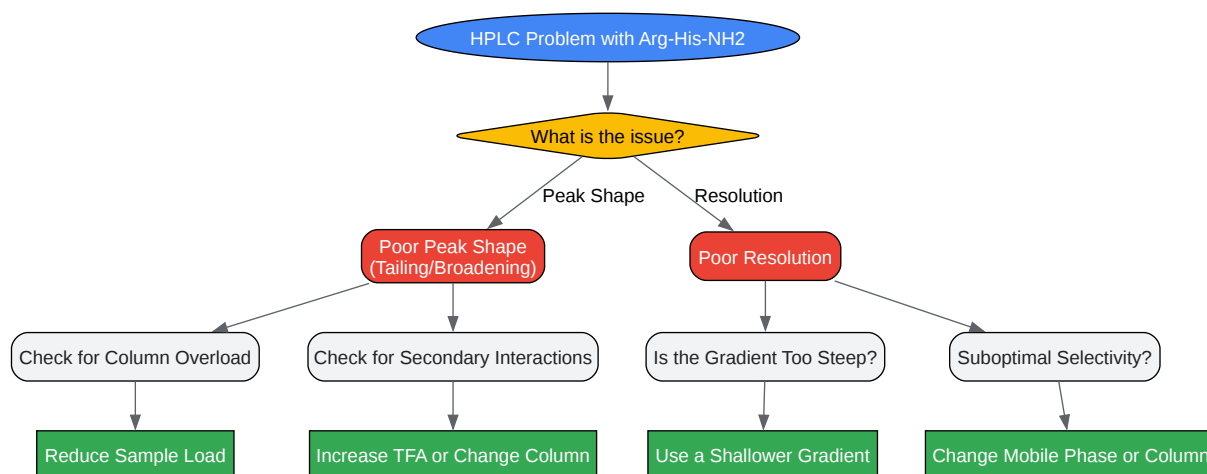 HPLC Problem with Arg-His-NH2
What is the issue?
Peak Shape
Resolution
Poor Peak Shape
(Tailing/Broadening)
Poor Resolution
Check for Column Overload
Check for Secondary Interactions
Is the Gradient Too Steep?
Suboptimal Selectivity?
Reduce Sample Load
Increase TFA or Change Column
Use a Shallower Gradient
Change Mobile Phase or Column